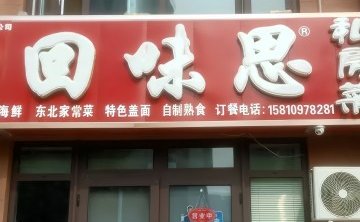 公司
回味思®
私房菜
海鲜 东北家常菜 特色盖面 自制熟食 订餐电话：15810978281
营业中